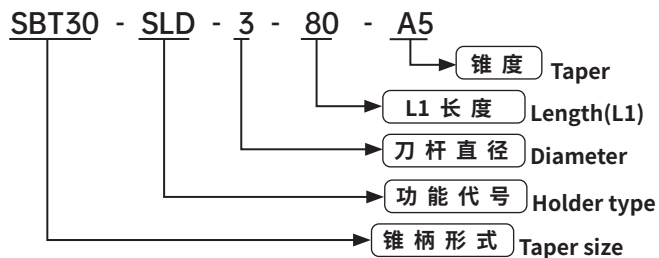 SBT30 - SLD - 3 - 80 - A5
锥度 Taper
L1 长度 Length(L1)
刀杆直径 Diameter
功能代号 Holder type
锥柄形式 Taper size